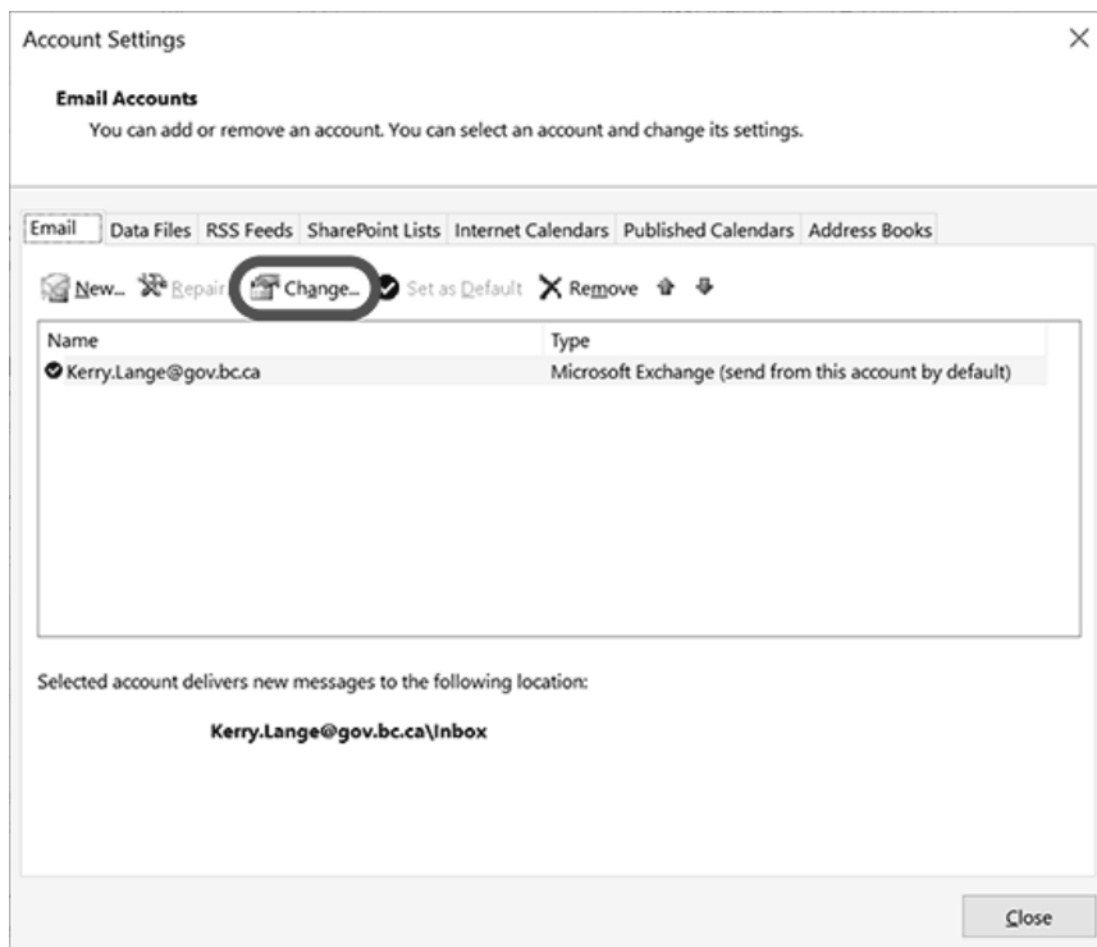 Account Settings
Email Accounts
You can add or remove an account. You can select an account and change its settings.
Email Data Files RSS Feeds SharePoint Lists Internet Calendars Published Calendars Address Books
New... Repair Change... Set as Default Remove
Name Type
Kerry.Lange@gov.bc.ca Microsoft Exchange (send from this account by default)
Selected account delivers new messages to the following location:
Kerry.Lange@gov.bc.ca\Inbox
Close